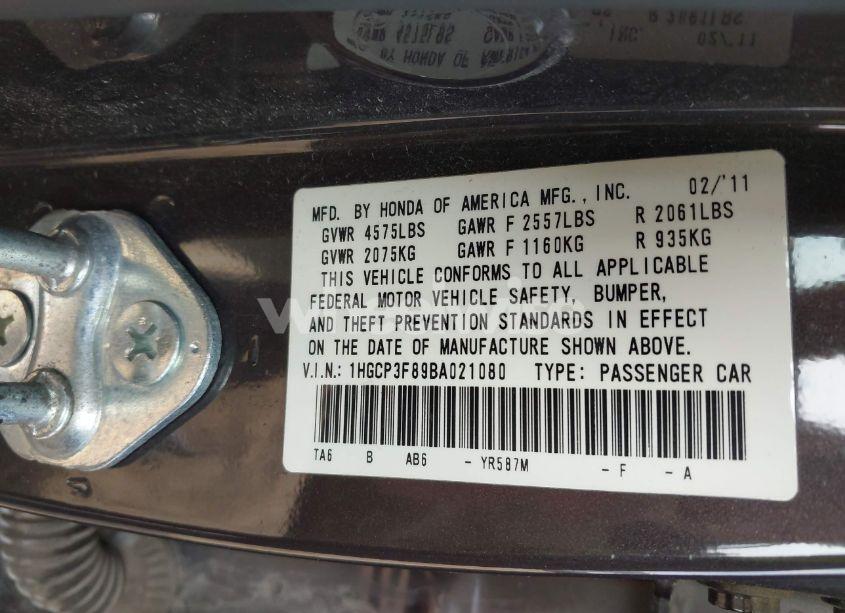 MFD. BY HONDA OF AMERICA MFG., INC. 02/'11
GVWR 4575LBS GAWR F 2557LBS R 2061LBS
GVWR 2075KG GAWR F 1160KG R 935KG
THIS VEHICLE CONFORMS TO ALL APPLICABLE
FEDERAL MOTOR VEHICLE SAFETY, BUMPER,
AND THEFT PREVENTION STANDARDS IN EFFECT
ON THE DATE OF MANUFACTURE SHOWN ABOVE.
V.I.N.: 1HGCP3F89BA021080 TYPE: PASSENGER CAR
TA6 B AB6 - YR587M - F - A